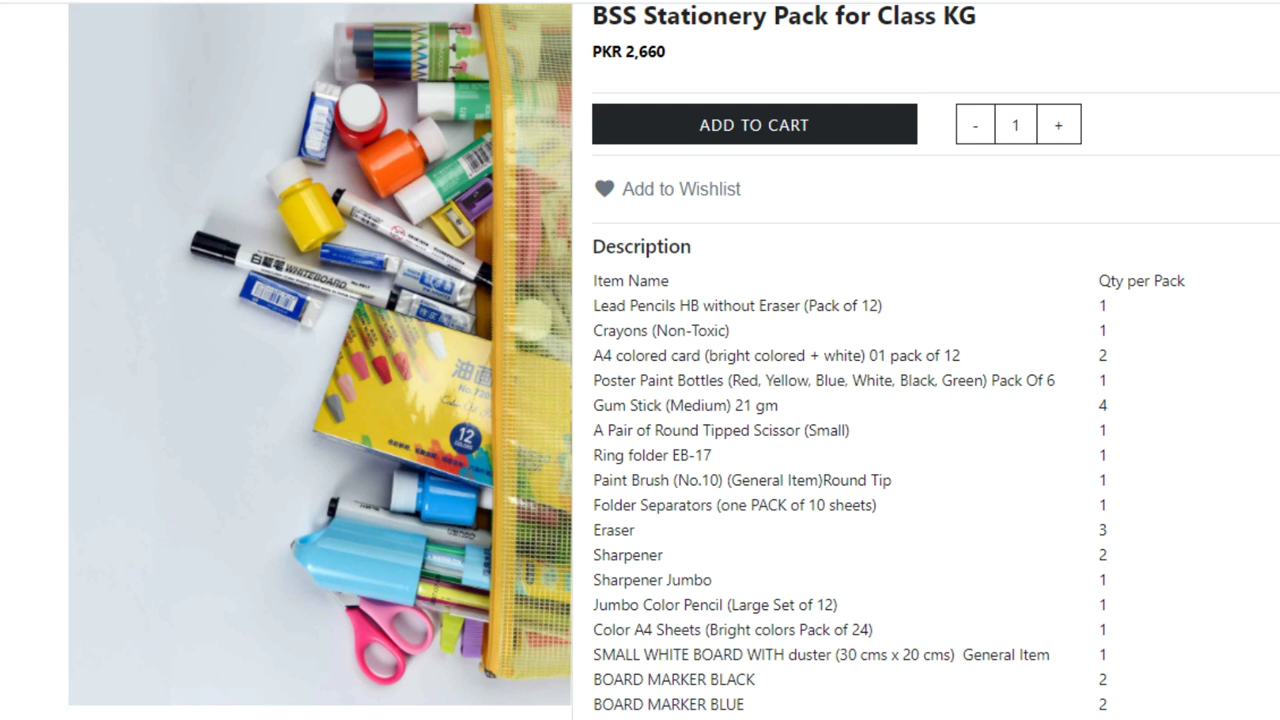 BSS Stationery Pack for Class KG
PKR 2,660
ADD TO CART
- 1 +
Add to Wishlist
Description
Item Name Qty per Pack
Lead Pencils HB without Eraser (Pack of 12) 1
Crayons (Non-Toxic) 1
A4 colored card (bright colored + white) 01 pack of 12 2
Poster Paint Bottles (Red, Yellow, Blue, White, Black, Green) Pack Of 6 1
Gum Stick (Medium) 21 gm 4
A Pair of Round Tipped Scissor (Small) 1
Ring folder EB-17 1
Paint Brush (No.10) (General Item)Round Tip 1
Folder Separators (one PACK of 10 sheets) 1
Eraser 3
Sharpener 2
Sharpener Jumbo 1
Jumbo Color Pencil (Large Set of 12) 1
Color A4 Sheets (Bright colors Pack of 24) 1
SMALL WHITE BOARD WITH duster (30 cms x 20 cms) General Item 1
BOARD MARKER BLACK 2
BOARD MARKER BLUE 2
WHITEBOARD
油画
No.720
12
COLORS